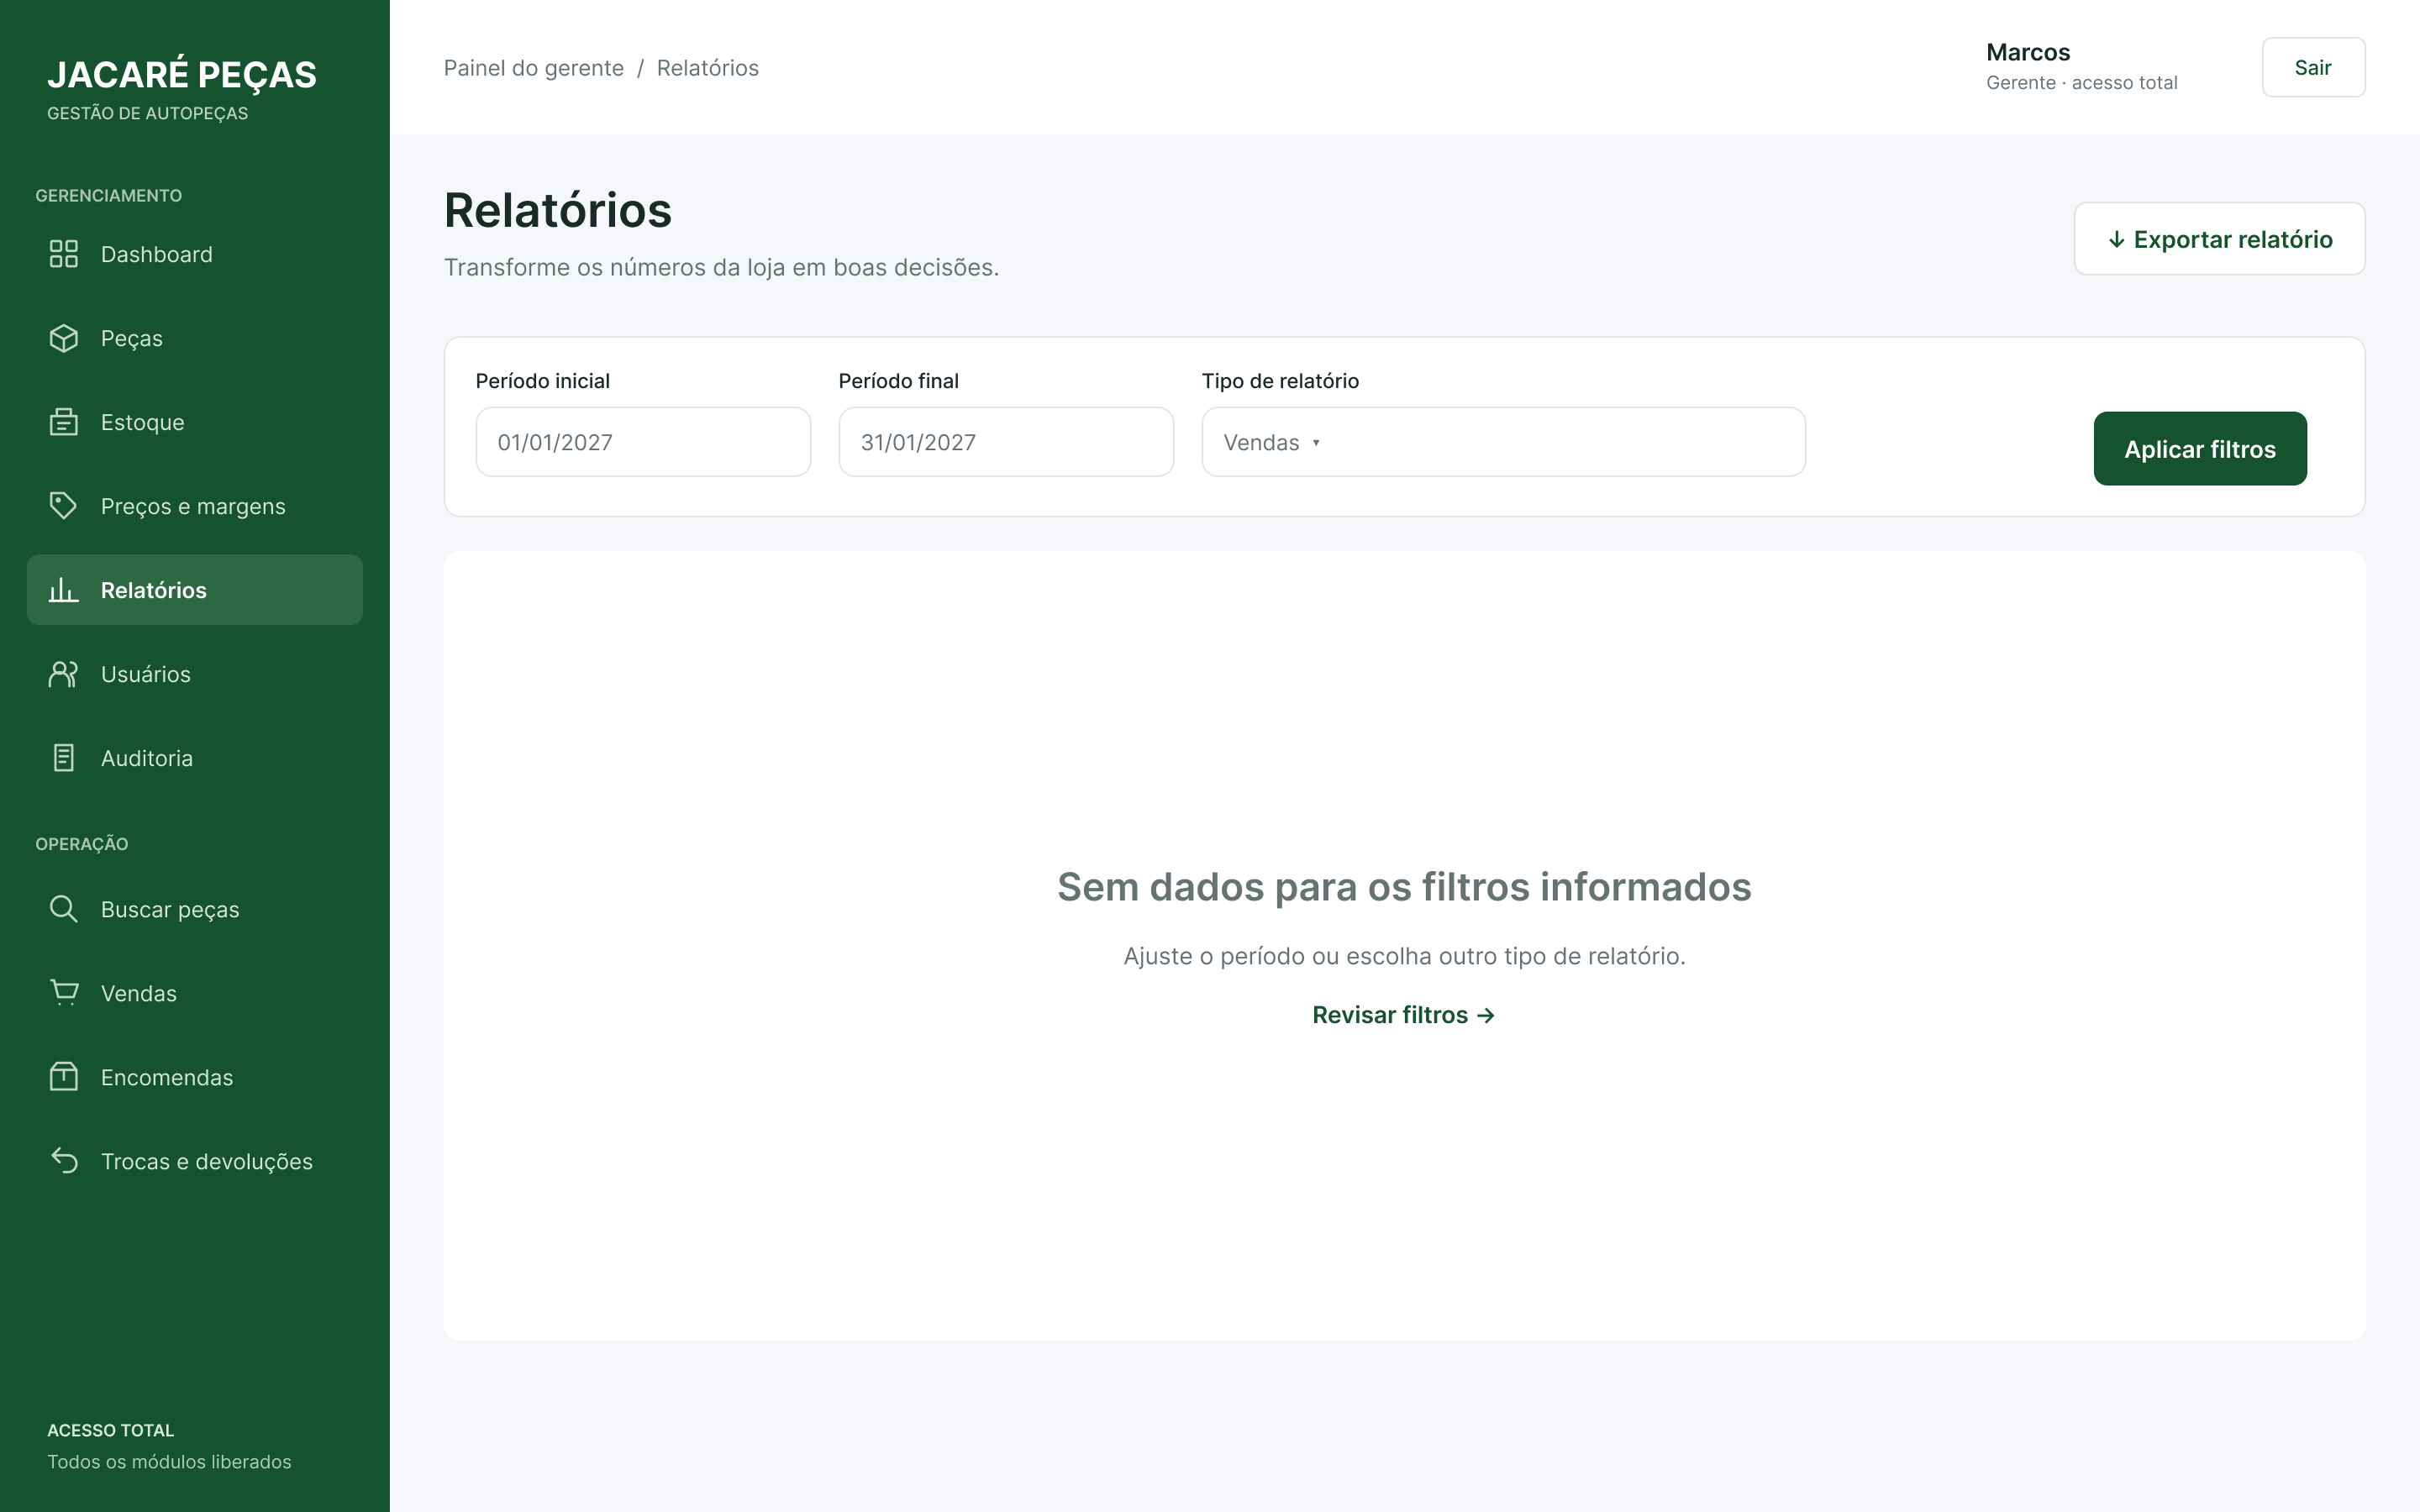 JACARÉ PEÇAS
GESTÃO DE AUTOPEÇAS
GERENCIAMENTO
Dashboard
Peças
Estoque
Preços e margens
Relatórios
Usuários
Auditoria
OPERAÇÃO
Buscar peças
Vendas
Encomendas
Trocas e devoluções
ACESSO TOTAL
Todos os módulos liberados
Painel do gerente / Relatórios
Marcos
Gerente · acesso total
Sair
Relatórios
Transforme os números da loja em boas decisões.
↓ Exportar relatório
Período inicial
01/01/2027
Período final
31/01/2027
Tipo de relatório
Vendas ▾
Aplicar filtros
Sem dados para os filtros informados
Ajuste o período ou escolha outro tipo de relatório.
Revisar filtros →